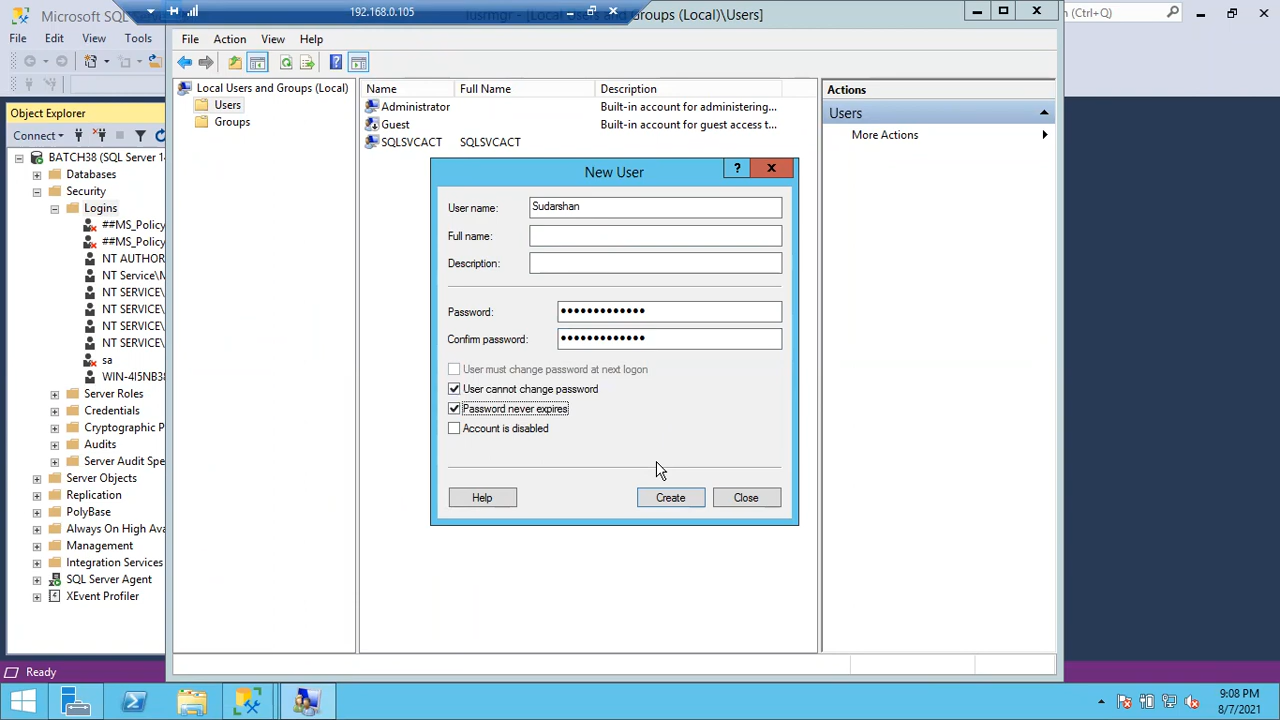 Microsoft SQL Se
192.168.0.105
lusrmgr - [Local Users and Groups (Local)\Users]
(Ctrl+Q)
File Edit View Tools
File Action View Help
Object Explorer
Connect
BATCH38 (SQL Server 14
Databases
Security
Logins
##MS_Policy
##MS_Policy
NT AUTHOR
NT Service\M
NT SERVICE\
NT SERVICE\
NT SERVICE\
NT SERVICE\
sa
WIN-4I5NB38
Server Roles
Credentials
Cryptographic P
Audits
Server Audit Spe
Server Objects
Replication
PolyBase
Always On High Ava
Management
Integration Services
SQL Server Agent
XEvent Profiler
Ready
Local Users and Groups (Local)
Users
Groups
Name Full Name Description
Administrator Built-in account for administering...
Guest Built-in account for guest access t...
SQLSVCACT SQLSVCACT
Actions
Users
More Actions
New User
?
User name: Sudarshan
Full name:
Description:
Password: •••••••••••••
Confirm password: •••••••••••••
User must change password at next logon
User cannot change password
Password never expires
Account is disabled
Help Create Close
9:08 PM
8/7/2021